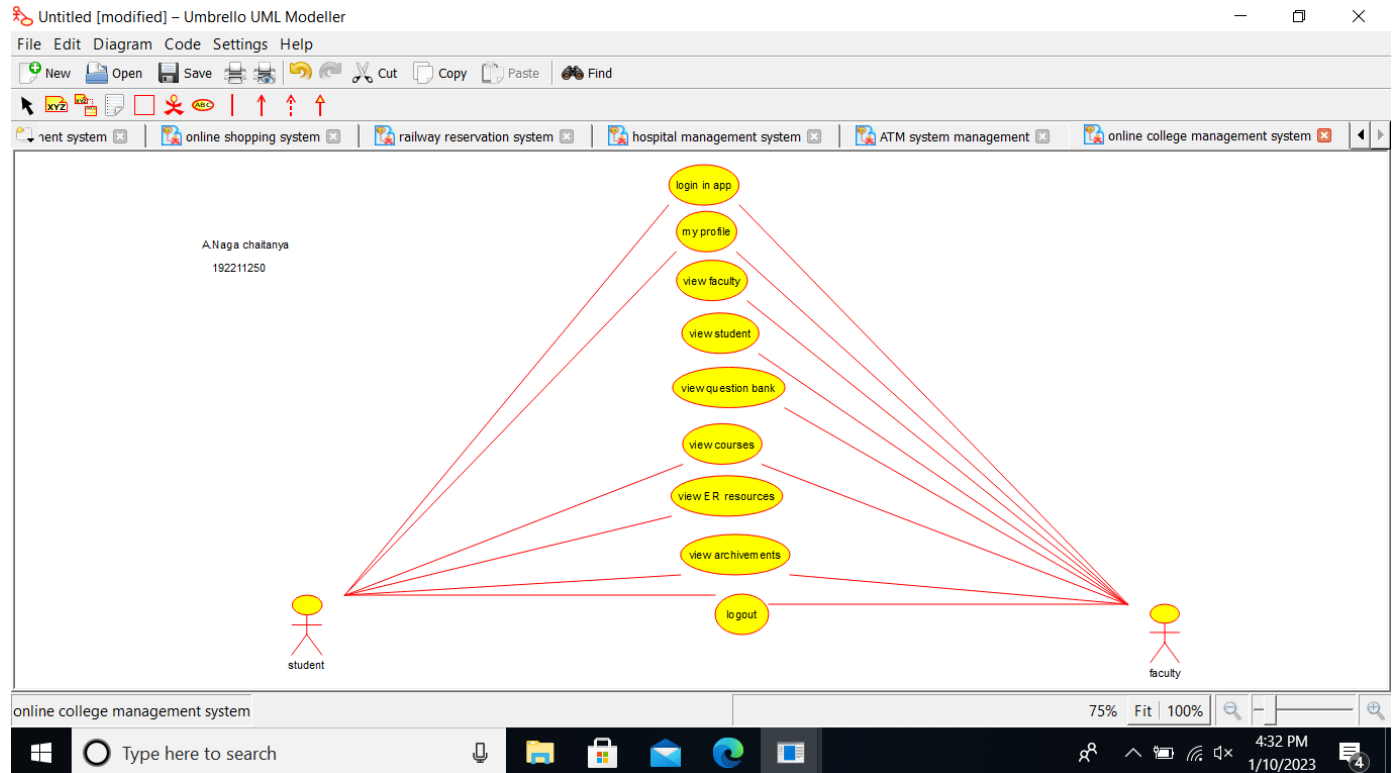 Untitled [modified] – Umbrello UML Modeller
File Edit Diagram Code Settings Help
New Open Save Cut Copy Paste Find
XYZ ABC
nent system online shopping system railway reservation system hospital management system ATM system management online college management system
login in app
my profile
A.Naga chaitanya
192211250
view faculty
view student
view question bank
view courses
view E R resources
view archivements
logout
student
faculty
online college management system 75% Fit 100%
Type here to search 4:32 PM
1/10/2023 4